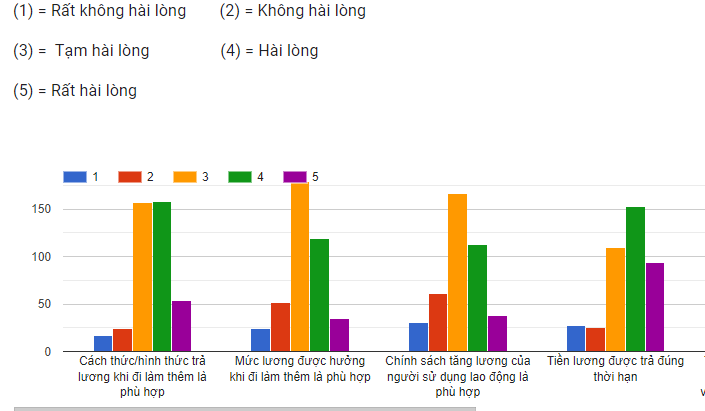 (1) = Rất không hài lòng (2) = Không hài lòng
(3) = Tạm hài lòng (4) = Hài lòng
(5) = Rất hài lòng
1 2 3 4 5
150
100
50
0
Cách thức/hình thức trả
lương khi đi làm thêm là
phù hợp
Mức lương được hưởng
khi đi làm thêm là phù hợp
Chính sách tăng lương của
người sử dụng lao động là
phù hợp
Tiền lương được trả đúng
thời hạn